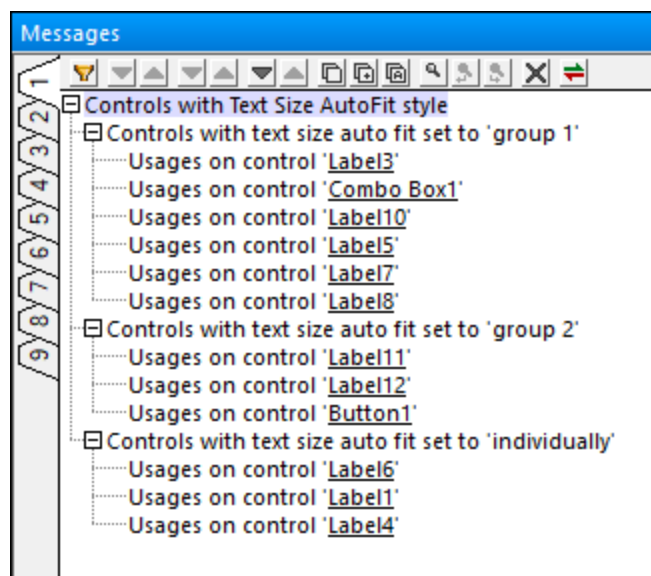 Messages
1
2
3
4
5
6
7
8
9
Controls with Text Size AutoFit style
Controls with text size auto fit set to 'group 1'
Usages on control 'Label3'
Usages on control 'Combo Box1'
Usages on control 'Label10'
Usages on control 'Label5'
Usages on control 'Label7'
Usages on control 'Label8'
Controls with text size auto fit set to 'group 2'
Usages on control 'Label11'
Usages on control 'Label12'
Usages on control 'Button1'
Controls with text size auto fit set to 'individually'
Usages on control 'Label6'
Usages on control 'Label1'
Usages on control 'Label4'